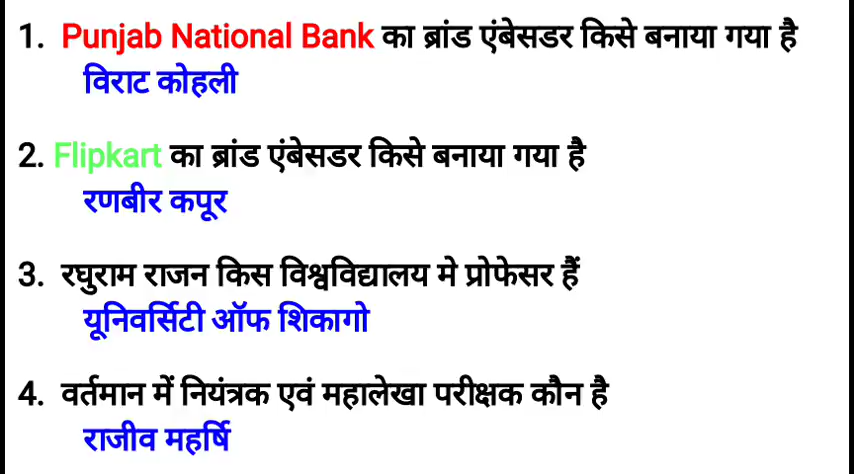 1. Punjab National Bank का ब्रांड एंबेसडर किसे बनाया गया है
विराट कोहली
2. Flipkart का ब्रांड एंबेसडर किसे बनाया गया है
रणबीर कपूर
3. रघुराम राजन किस विश्वविद्यालय मे प्रोफेसर हैं
यूनिवर्सिटी ऑफ शिकागो
4. वर्तमान में नियंत्रक एवं महालेखा परीक्षक कौन है
राजीव महर्षि